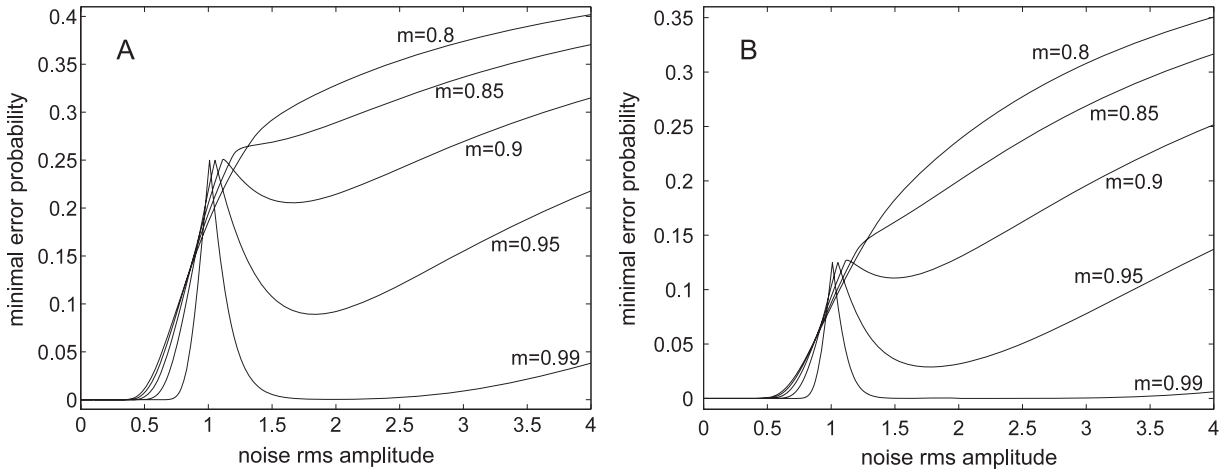 A
minimal error probability
0.4
0.35
0.3
0.25
0.2
0.15
0.1
0.05
0
m=0.8
m=0.85
m=0.9
m=0.95
m=0.99
0 0.5 1 1.5 2 2.5 3 3.5 4
noise rms amplitude
B
minimal error probability
0.35
0.3
0.25
0.2
0.15
0.1
0.05
0
m=0.8
m=0.85
m=0.9
m=0.95
m=0.99
0 0.5 1 1.5 2 2.5 3 3.5 4
noise rms amplitude